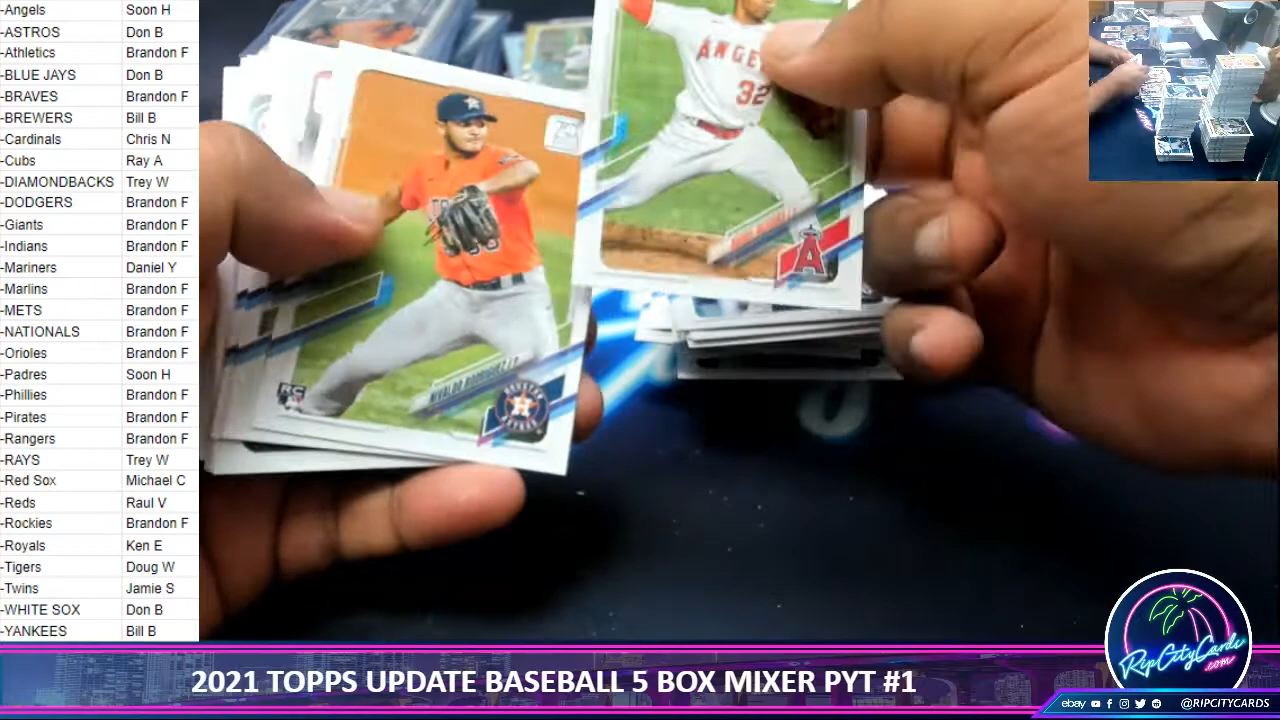 -Angels Soon H
-ASTROS Don B
-Athletics Brandon F
-BLUE JAYS Don B
-BRAVES Brandon F
-BREWERS Bill B
-Cardinals Chris N
-Cubs Ray A
-DIAMONDBACKS Trey W
-DODGERS Brandon F
-Giants Brandon F
-Indians Brandon F
-Mariners Daniel Y
-Marlins Brandon F
-METS Brandon F
-NATIONALS Brandon F
-Orioles Brandon F
-Padres Soon H
-Phillies Brandon F
-Pirates Brandon F
-Rangers Brandon F
-RAYS Trey W
-Red Sox Michael C
-Reds Raul V
-Rockies Brandon F
-Royals Ken E
-Tigers Doug W
-Twins Jamie S
-WHITE SOX Don B
-YANKEES Bill B
32
RC
A
2021 TOPPS UPDATE BASEBALL 5 BOX MIXER PYT #1
RipCityCards
.com
ebay @RIPCITYCARDS